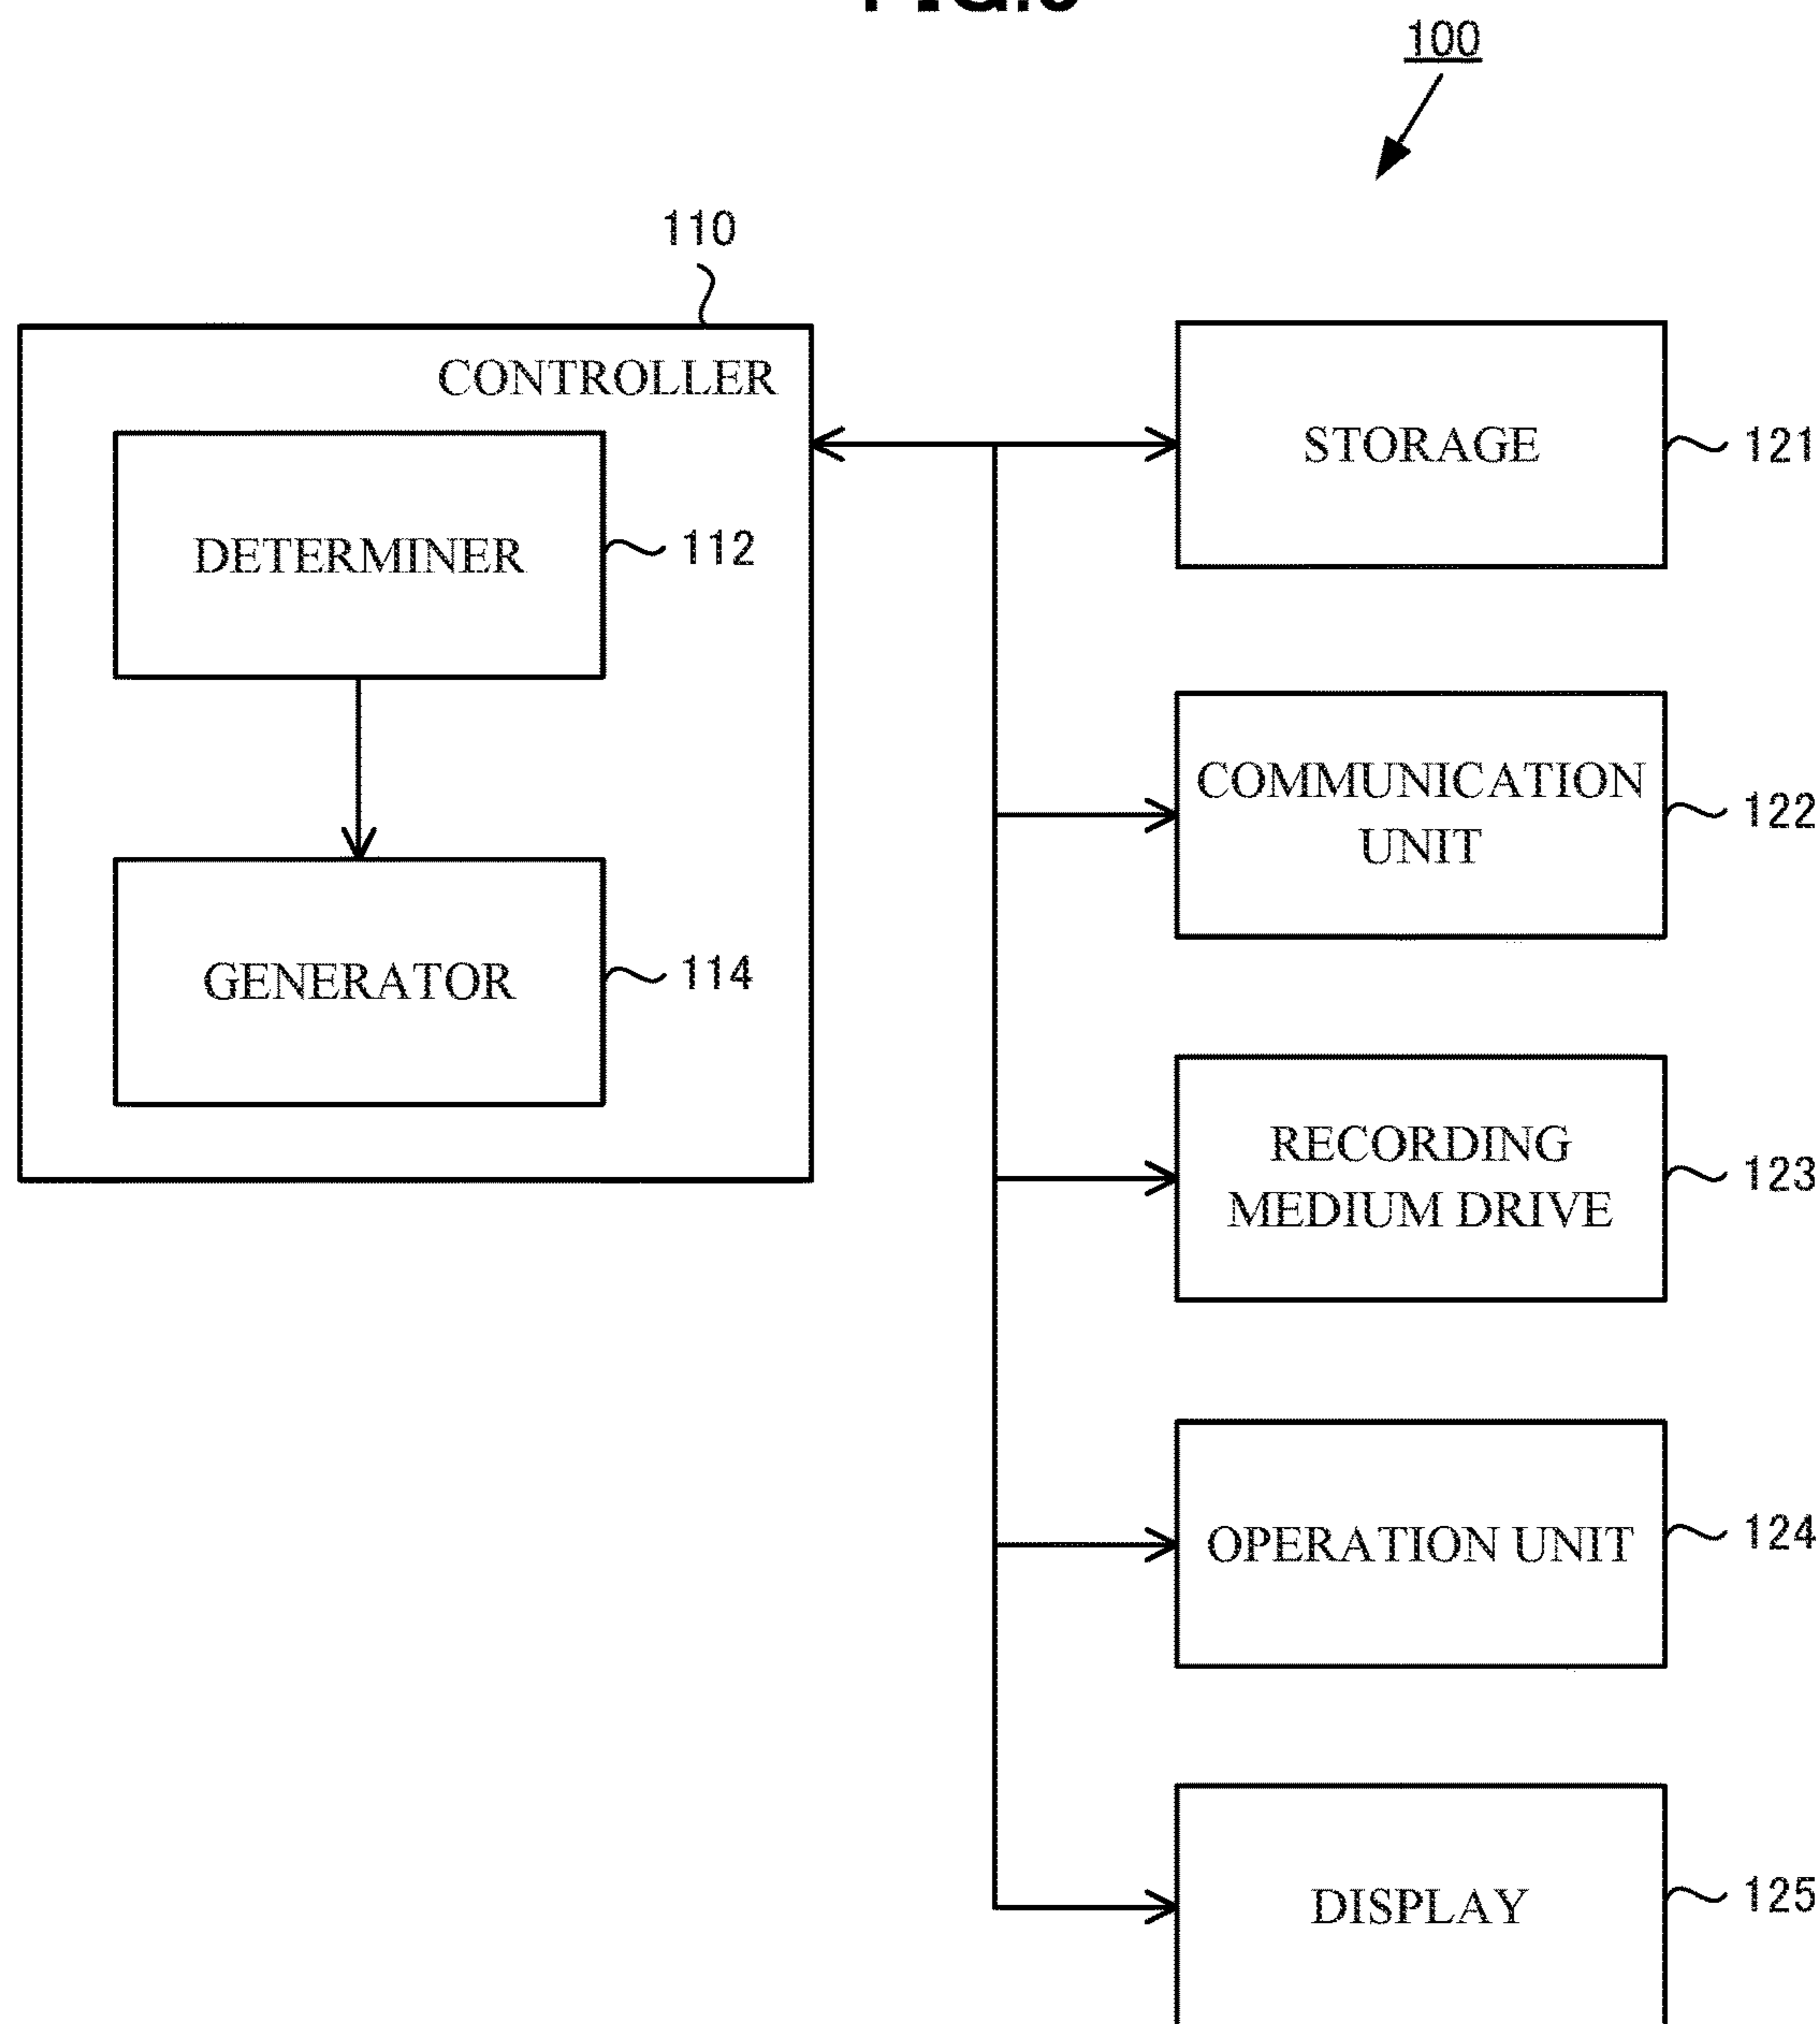 100
110
CONTROLLER
STORAGE
121
DETERMINER
112
COMMUNICATION
UNIT
122
GENERATOR
114
RECORDING
MEDIUM DRIVE
123
OPERATION UNIT
124
DISPLAY
125